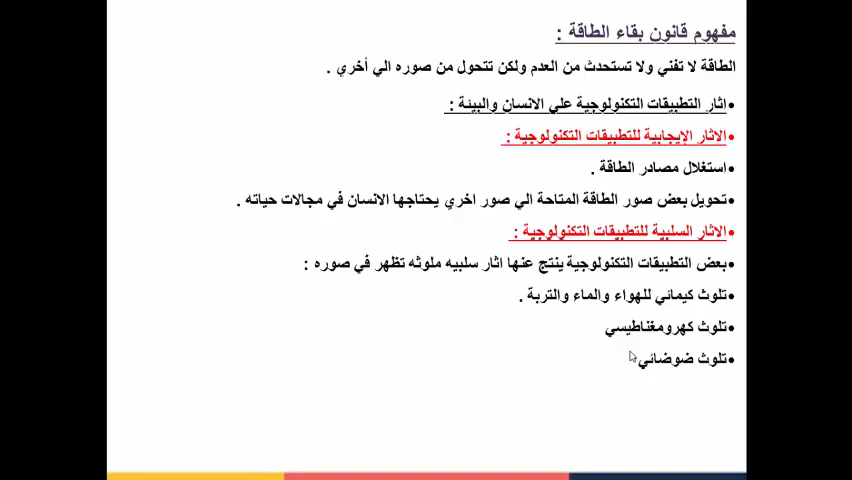 مفهوم قانون بقاء الطاقة :
الطاقة لا تفني ولا تستحدث من العدم ولكن تتحول من صوره الي أخري .
•اثار التطبيقات التكنولوجية علي الانسان والبيئة :
•الاثار الإيجابية للتطبيقات التكنولوجية :
•استغلال مصادر الطاقة .
•تحويل بعض صور الطاقة المتاحة الي صور اخري يحتاجها الانسان في مجالات حياته .
•الاثار السلبية للتطبيقات التكنولوجية :
•بعض التطبيقات التكنولوجية ينتج عنها اثار سلبيه ملوثه تظهر في صوره :
•تلوث كيمائي للهواء والماء والتربة .
•تلوث كهرومغناطيسي
•تلوث ضوضائي